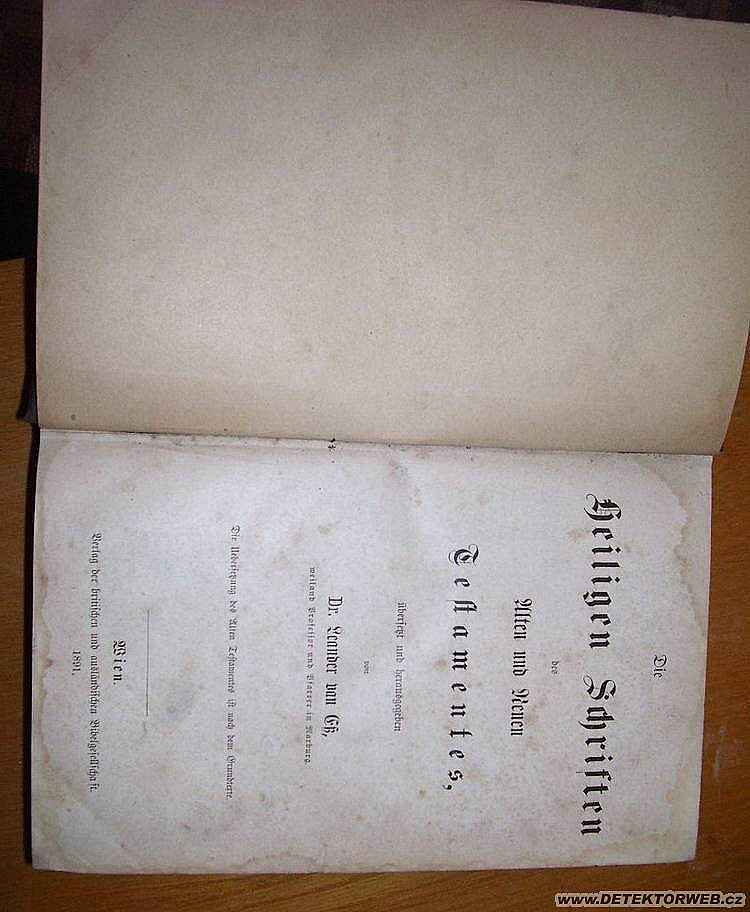 Die
Heiligen Schriften
des
Alten und Neuen
Testamentes,
übersetzt und herausgegeben
von
Dr. Leander van Eß,
weiland Professor und Pfarrer in Marburg.
Die Uebersetzung des Alten Testamentes ist nach dem Grundtexte.
Wien.
Verlag der britischen und ausländischen Bibelgesellschaft.
1891.
www.DETEKTORWEB.cz